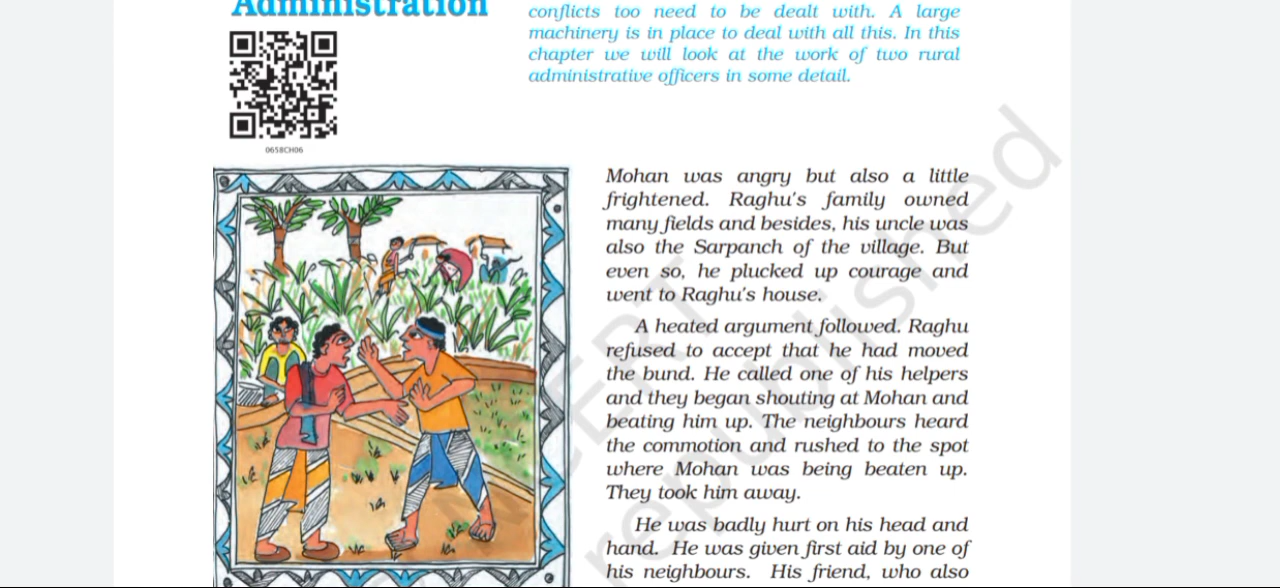 Administration
conflicts too need to be dealt with. A large
machinery is in place to deal with all this. In this
chapter we will look at the work of two rural
administrative officers in some detail.
0658CH06
Mohan was angry but also a little
frightened. Raghu's family owned
many fields and besides, his uncle was
also the Sarpanch of the village. But
even so, he plucked up courage and
went to Raghu's house.
A heated argument followed. Raghu
refused to accept that he had moved
the bund. He called one of his helpers
and they began shouting at Mohan and
beating him up. The neighbours heard
the commotion and rushed to the spot
where Mohan was being beaten up.
They took him away.
He was badly hurt on his head and
hand. He was given first aid by one of
his neighbours. His friend, who also
republished